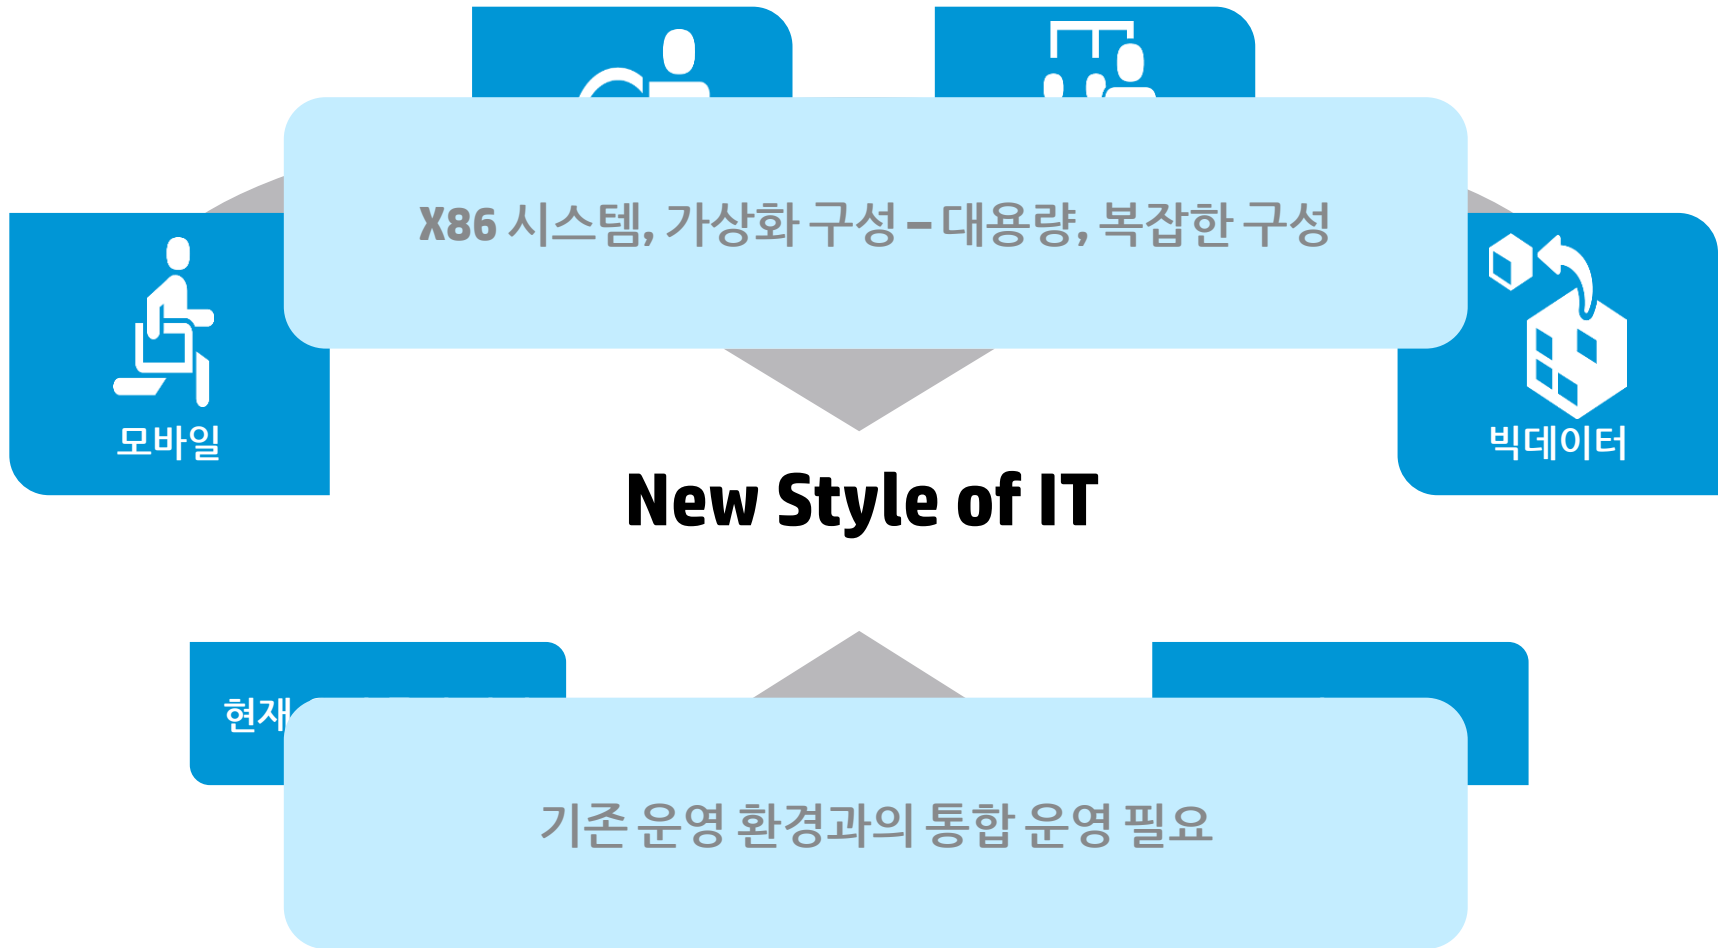 X86 시스템, 가상화 구성 – 대용량, 복잡한 구성
모바일
빅데이터
New Style of IT
현재
기존 운영 환경과의 통합 운영 필요